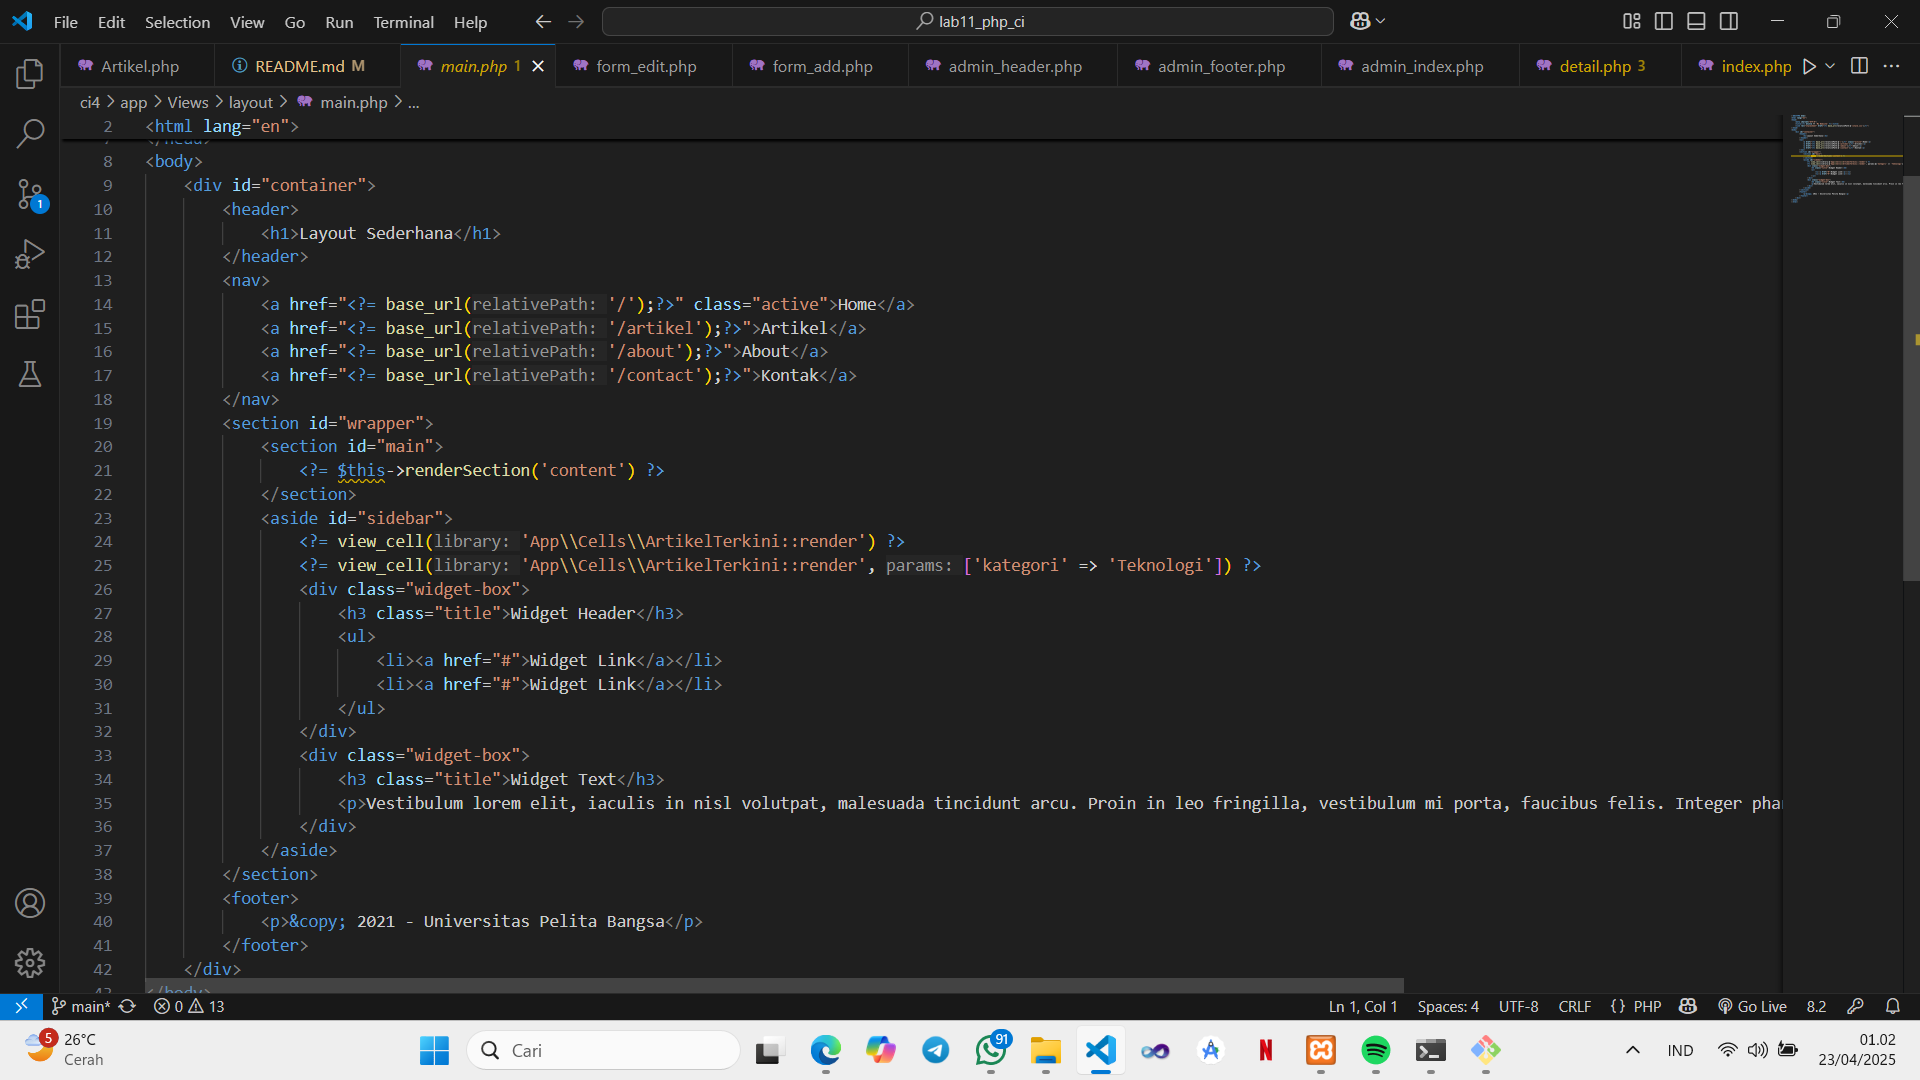 File Edit Selection View Go Run Terminal Help
lab11_php_ci
Artikel.php
README.md M
main.php 1
form_edit.php
form_add.php
admin_header.php
admin_footer.php
admin_index.php
detail.php 3
index.php
ci4 > app > Views > layout > main.php > ...
2 <html lang="en">
7 </head>
8 <body>
9 <div id="container">
10 <header>
11 <h1>Layout Sederhana</h1>
12 </header>
13 <nav>
14 <a href="<?= base_url(relativePath: '/');?>" class="active">Home</a>
15 <a href="<?= base_url(relativePath: '/artikel');?>">Artikel</a>
16 <a href="<?= base_url(relativePath: '/about');?>">About</a>
17 <a href="<?= base_url(relativePath: '/contact');?>">Kontak</a>
18 </nav>
19 <section id="wrapper">
20 <section id="main">
21 <?= $this->renderSection('content') ?>
22 </section>
23 <aside id="sidebar">
24 <?= view_cell(library: 'App\\Cells\\ArtikelTerkini::render') ?>
25 <?= view_cell(library: 'App\\Cells\\ArtikelTerkini::render', params: ['kategori' => 'Teknologi']) ?>
26 <div class="widget-box">
27 <h3 class="title">Widget Header</h3>
28 <ul>
29 <li><a href="#">Widget Link</a></li>
30 <li><a href="#">Widget Link</a></li>
31 </ul>
32 </div>
33 <div class="widget-box">
34 <h3 class="title">Widget Text</h3>
35 <p>Vestibulum lorem elit, iaculis in nisl volutpat, malesuada tincidunt arcu. Proin in leo fringilla, vestibulum mi porta, faucibus felis. Integer pha
36 </div>
37 </aside>
38 </section>
39 <footer>
40 <p>&copy; 2021 - Universitas Pelita Bangsa</p>
41 </footer>
42 </div>
43 </body>
main* 0 13
Ln 1, Col 1 Spaces: 4 UTF-8 CRLF {} PHP Go Live 8.2
1
5
26°C
Cerah
Cari
91
IND
01.02
23/04/2025